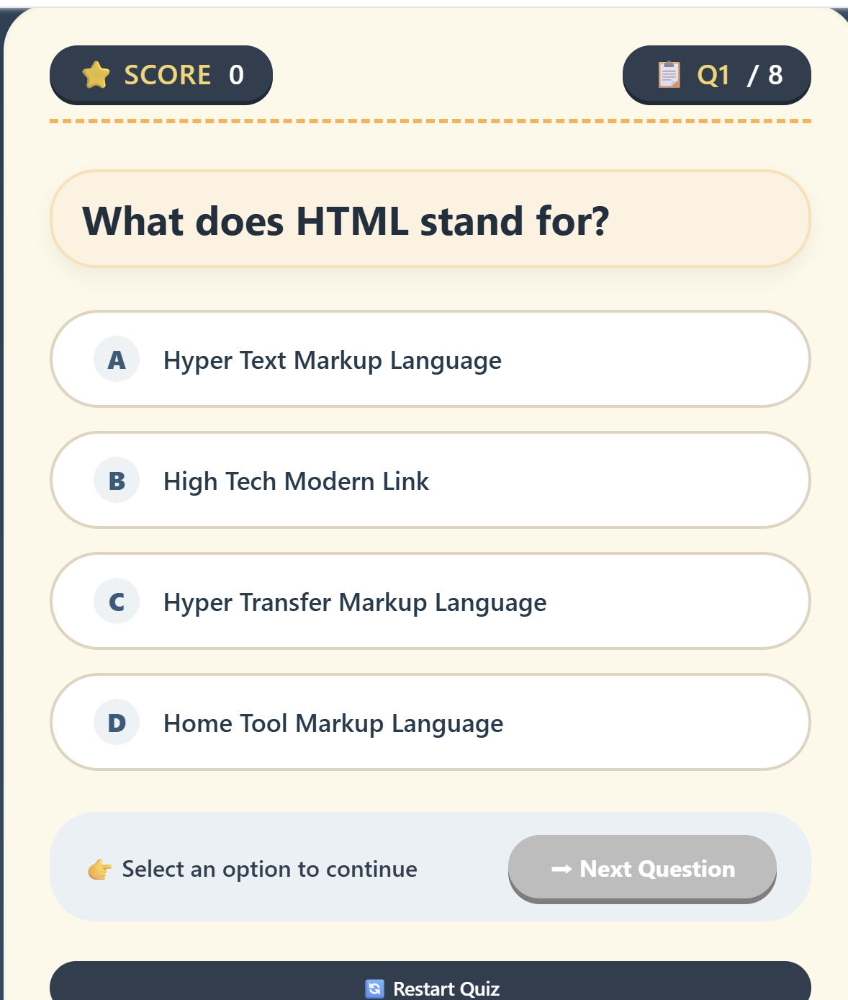 ⭐ SCORE 0
📋 Q1 / 8
What does HTML stand for?
A Hyper Text Markup Language
B High Tech Modern Link
C Hyper Transfer Markup Language
D Home Tool Markup Language
👉 Select an option to continue
➡ Next Question
🔄 Restart Quiz